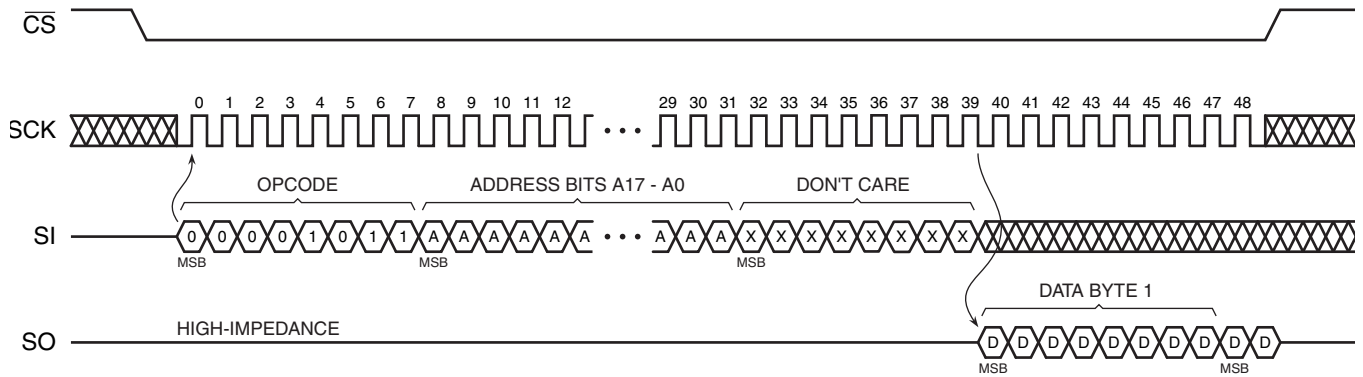 CS
SCK 0 1 2 3 4 5 6 7 8 9 10 11 12 29 30 31 32 33 34 35 36 37 38 39 40 41 42 43 44 45 46 47 48
OPCODE ADDRESS BITS A17 - A0 DON'T CARE
SI 0 0 0 0 1 0 1 1 A A A A A A A A A X X X X X X X X
MSB MSB MSB
DATA BYTE 1
HIGH-IMPEDANCE
SO D D D D D D D D D D
MSB MSB